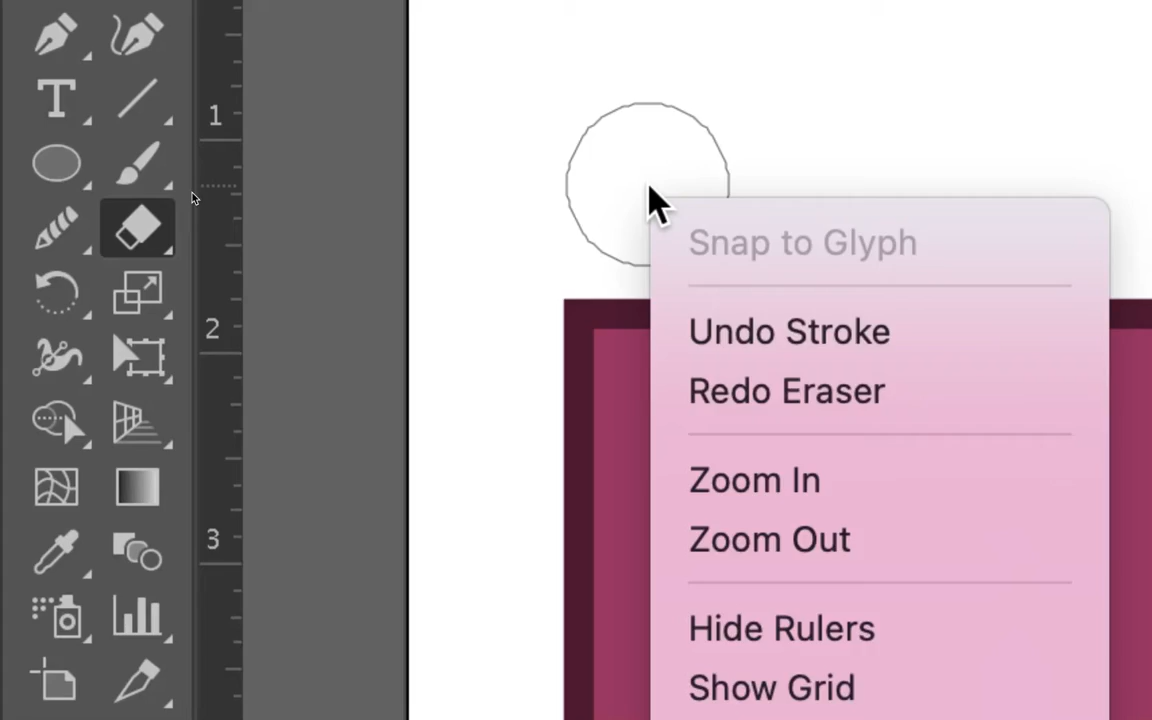 1
2
3
Snap to Glyph
Undo Stroke
Redo Eraser
Zoom In
Zoom Out
Hide Rulers
Show Grid